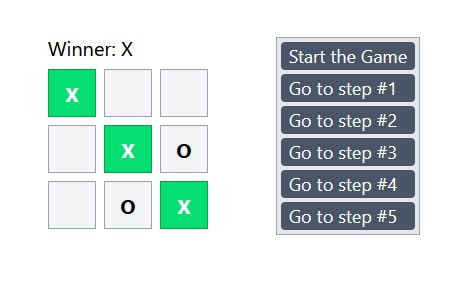 Winner: X
X
X O
O X
Start the Game
Go to step #1
Go to step #2
Go to step #3
Go to step #4
Go to step #5